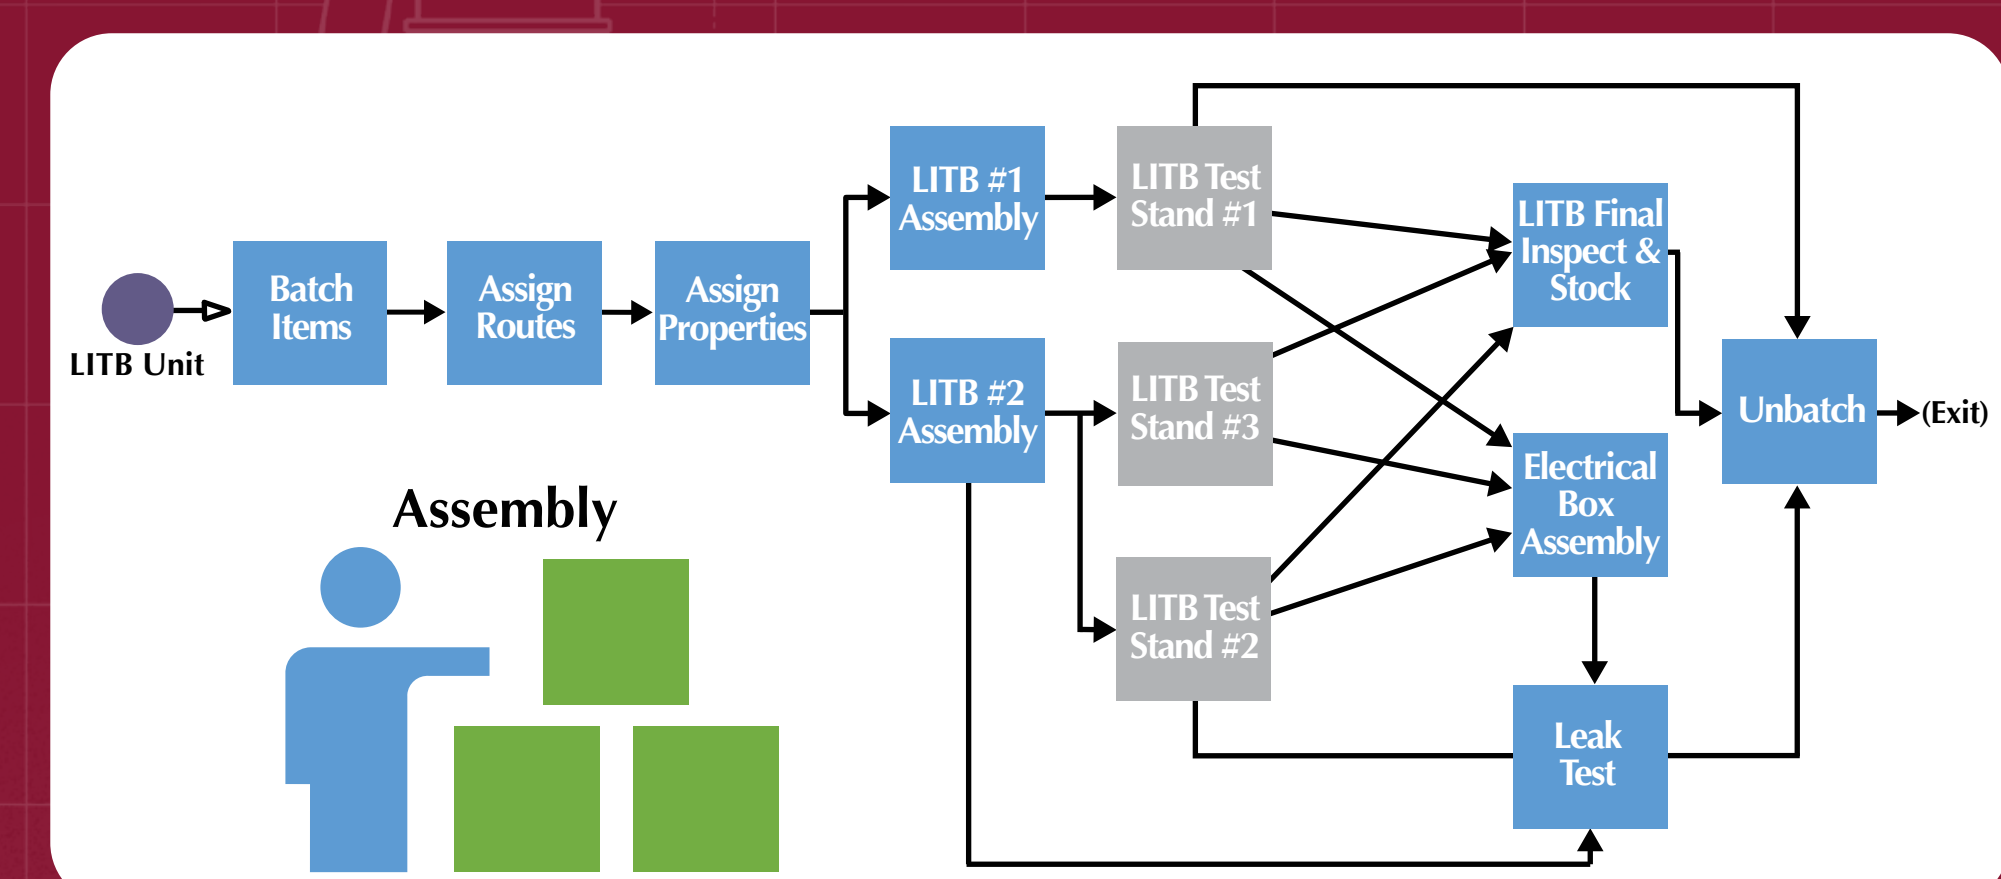 LITB Unit
Batch
Items
Assign
Routes
Assign
Properties
LITB #1
Assembly
LITB #2
Assembly
LITB Test
Stand #1
LITB Test
Stand #3
LITB Test
Stand #2
LITB Final
Inspect &
Stock
Electrical
Box
Assembly
Leak
Test
Unbatch
(Exit)
Assembly